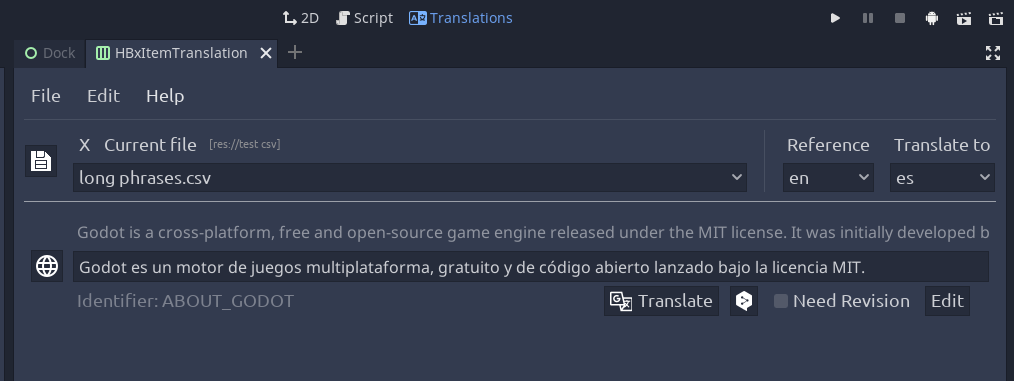 2D Script Translations
Dock HBxItemTranslation
File Edit Help
X Current file [res://test csv] Reference Translate to
long phrases.csv en es
Godot is a cross-platform, free and open-source game engine released under the MIT license. It was initially developed b
Godot es un motor de juegos multiplataforma, gratuito y de código abierto lanzado bajo la licencia MIT.
Identifier: ABOUT_GODOT Translate Need Revision Edit